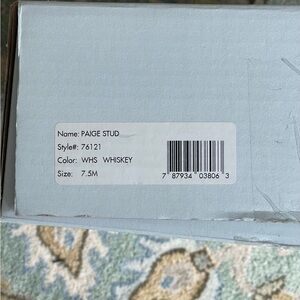 Name: PAIGE STUD
Style#: 76121
Color: WHS WHISKEY
Size: 7.5M
7 87934 03806 3